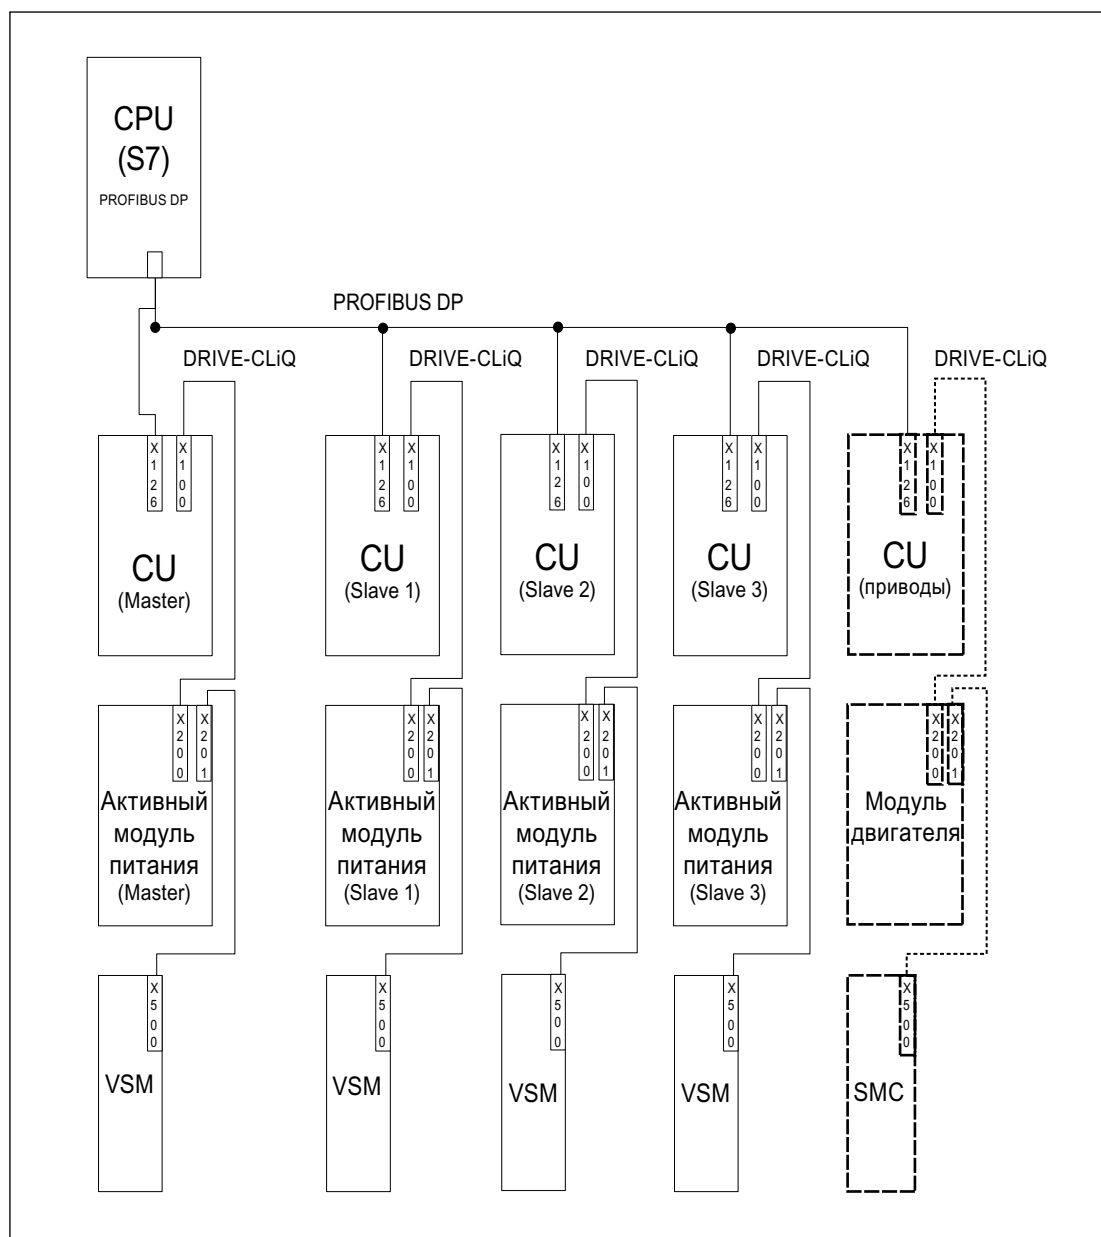 CPU
(S7)
PROFIBUS DP
PROFIBUS DP
DRIVE-CLiQ
DRIVE-CLiQ
DRIVE-CLiQ
DRIVE-CLiQ
DRIVE-CLiQ
X126
X100
CU
(Master)
X126
X100
CU
(Slave 1)
X126
X100
CU
(Slave 2)
X126
X100
CU
(Slave 3)
X126
X100
CU
(приводы)
X200
X201
Активный
модуль
питания
(Master)
X200
X201
Активный
модуль
питания
(Slave 1)
X200
X201
Активный
модуль
питания
(Slave 2)
X200
X201
Активный
модуль
питания
(Slave 3)
X200
X201
Модуль
двигателя
X500
VSM
X500
VSM
X500
VSM
X500
VSM
X500
SMC